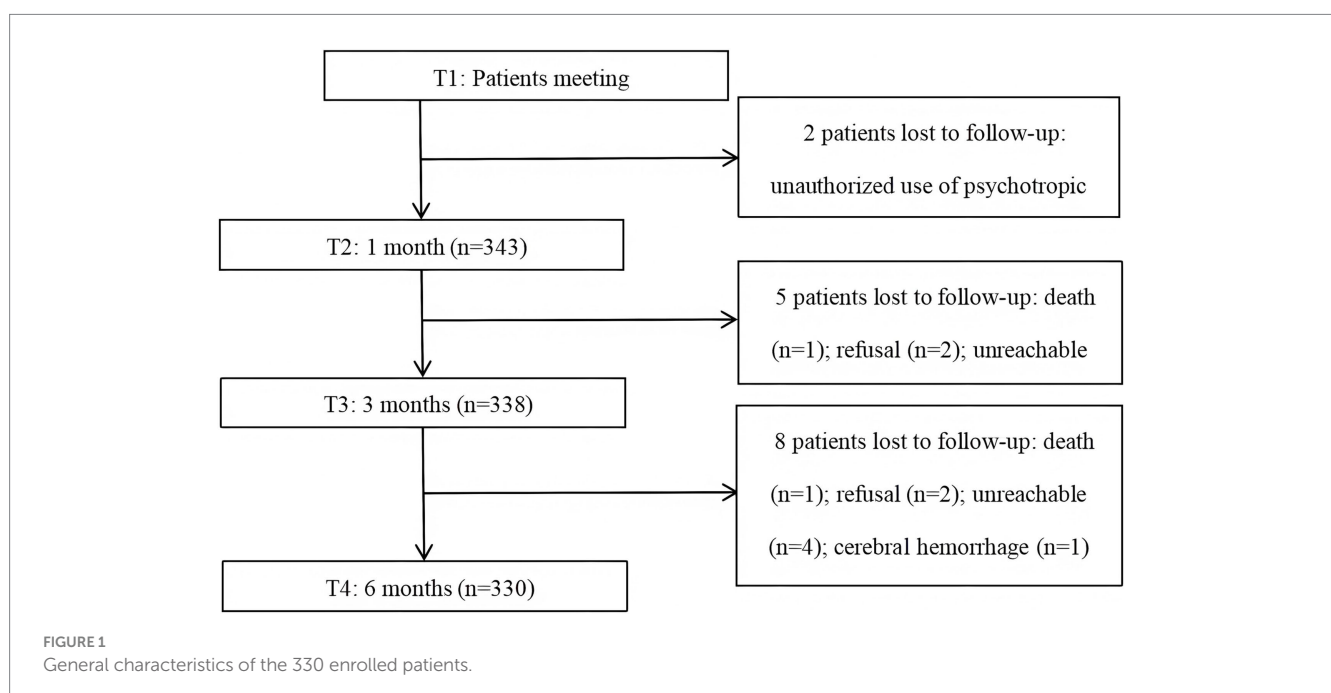 T1: Patients meeting
2 patients lost to follow-up:
unauthorized use of psychotropic
T2: 1 month (n=343)
5 patients lost to follow-up: death
(n=1); refusal (n=2); unreachable
T3: 3 months (n=338)
8 patients lost to follow-up: death
(n=1); refusal (n=2); unreachable
(n=4); cerebral hemorrhage (n=1)
T4: 6 months (n=330)
FIGURE 1
General characteristics of the 330 enrolled patients.